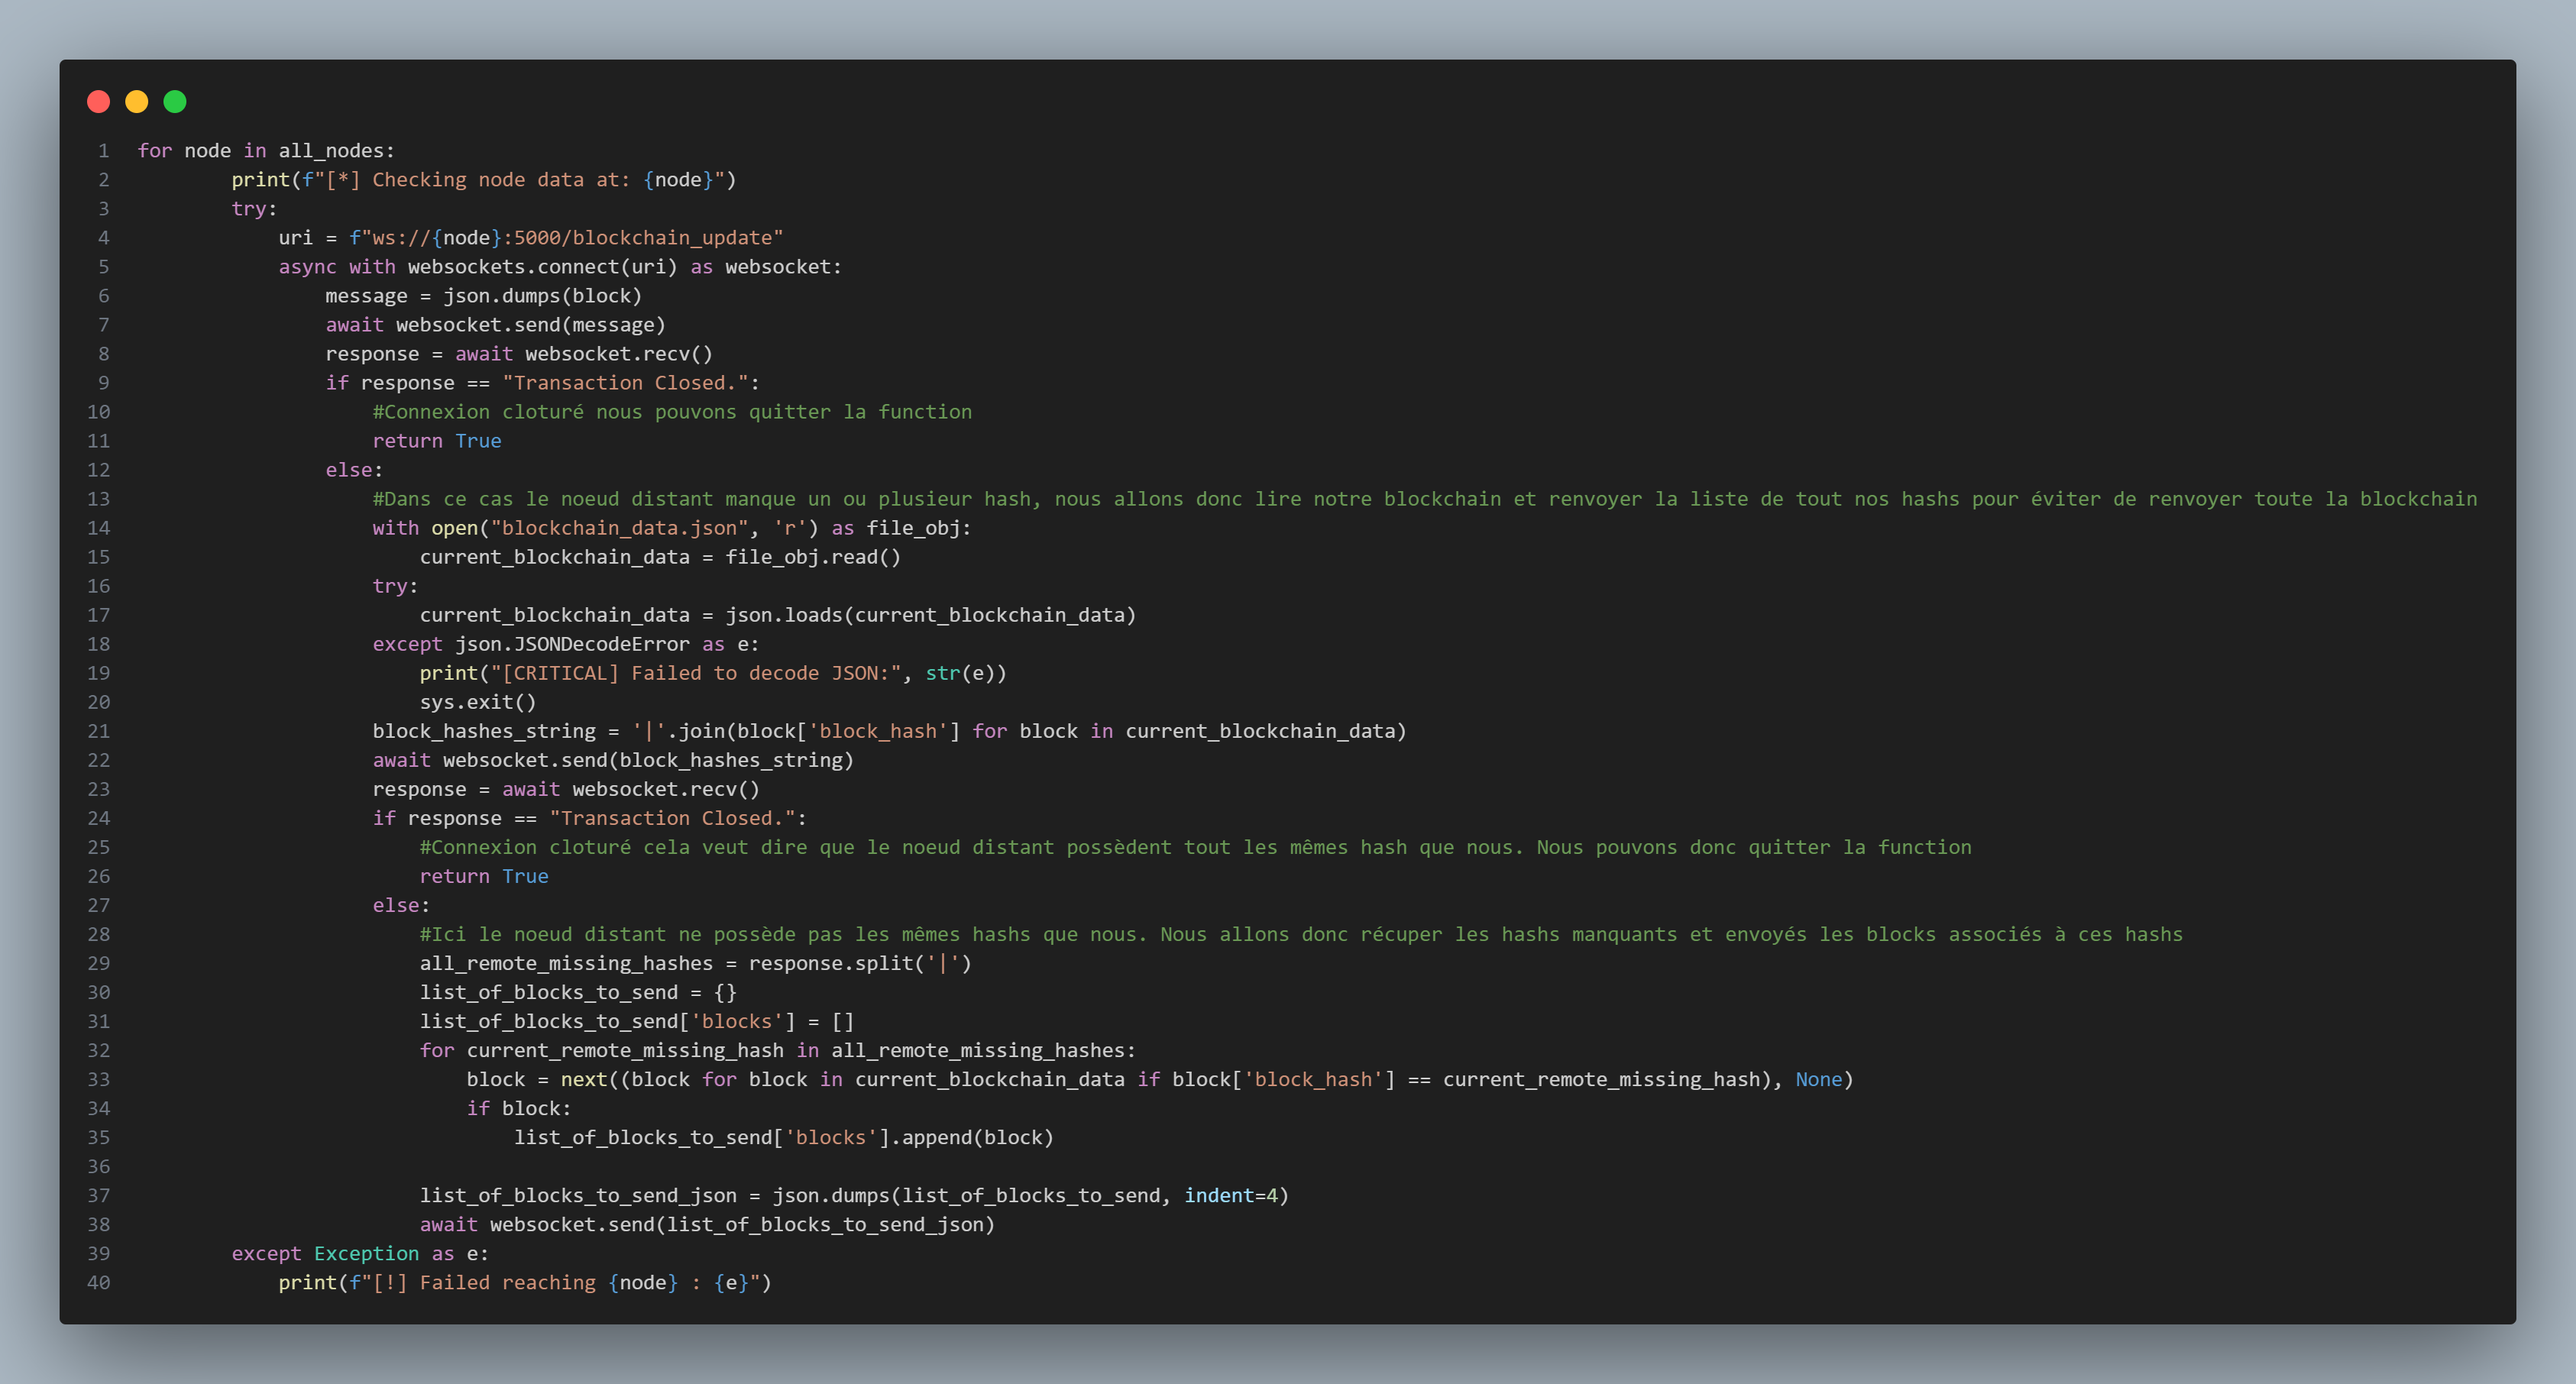 1 for node in all_nodes:
2         print(f"[*] Checking node data at: {node}")
3         try:
4             uri = f"ws://{node}:5000/blockchain_update"
5             async with websockets.connect(uri) as websocket:
6                 message = json.dumps(block)
7                 await websocket.send(message)
8                 response = await websocket.recv()
9                 if response == "Transaction Closed.":
10                     #Connexion cloturé nous pouvons quitter la function
11                     return True
12                 else:
13                     #Dans ce cas le noeud distant manque un ou plusieur hash, nous allons donc lire notre blockchain et renvoyer la liste de tout nos hashs pour éviter de renvoyer toute la blockchain
14                     with open("blockchain_data.json", 'r') as file_obj:
15                         current_blockchain_data = file_obj.read()
16                     try:
17                         current_blockchain_data = json.loads(current_blockchain_data)
18                     except json.JSONDecodeError as e:
19                         print("[CRITICAL] Failed to decode JSON:", str(e))
20                         sys.exit()
21                     block_hashes_string = '|'.join(block['block_hash'] for block in current_blockchain_data)
22                     await websocket.send(block_hashes_string)
23                     response = await websocket.recv()
24                     if response == "Transaction Closed.":
25                         #Connexion cloturé cela veut dire que le noeud distant possèdent tout les mêmes hash que nous. Nous pouvons donc quitter la function
26                         return True
27                     else:
28                         #Ici le noeud distant ne possède pas les mêmes hashs que nous. Nous allons donc récuper les hashs manquants et envoyés les blocks associés à ces hashs
29                         all_remote_missing_hashes = response.split('|')
30                         list_of_blocks_to_send = {}
31                         list_of_blocks_to_send['blocks'] = []
32                         for current_remote_missing_hash in all_remote_missing_hashes:
33                             block = next((block for block in current_blockchain_data if block['block_hash'] == current_remote_missing_hash), None)
34                             if block:
35                                 list_of_blocks_to_send['blocks'].append(block)
36
37                         list_of_blocks_to_send_json = json.dumps(list_of_blocks_to_send, indent=4)
38                         await websocket.send(list_of_blocks_to_send_json)
39         except Exception as e:
40             print(f"[!] Failed reaching {node} : {e}")